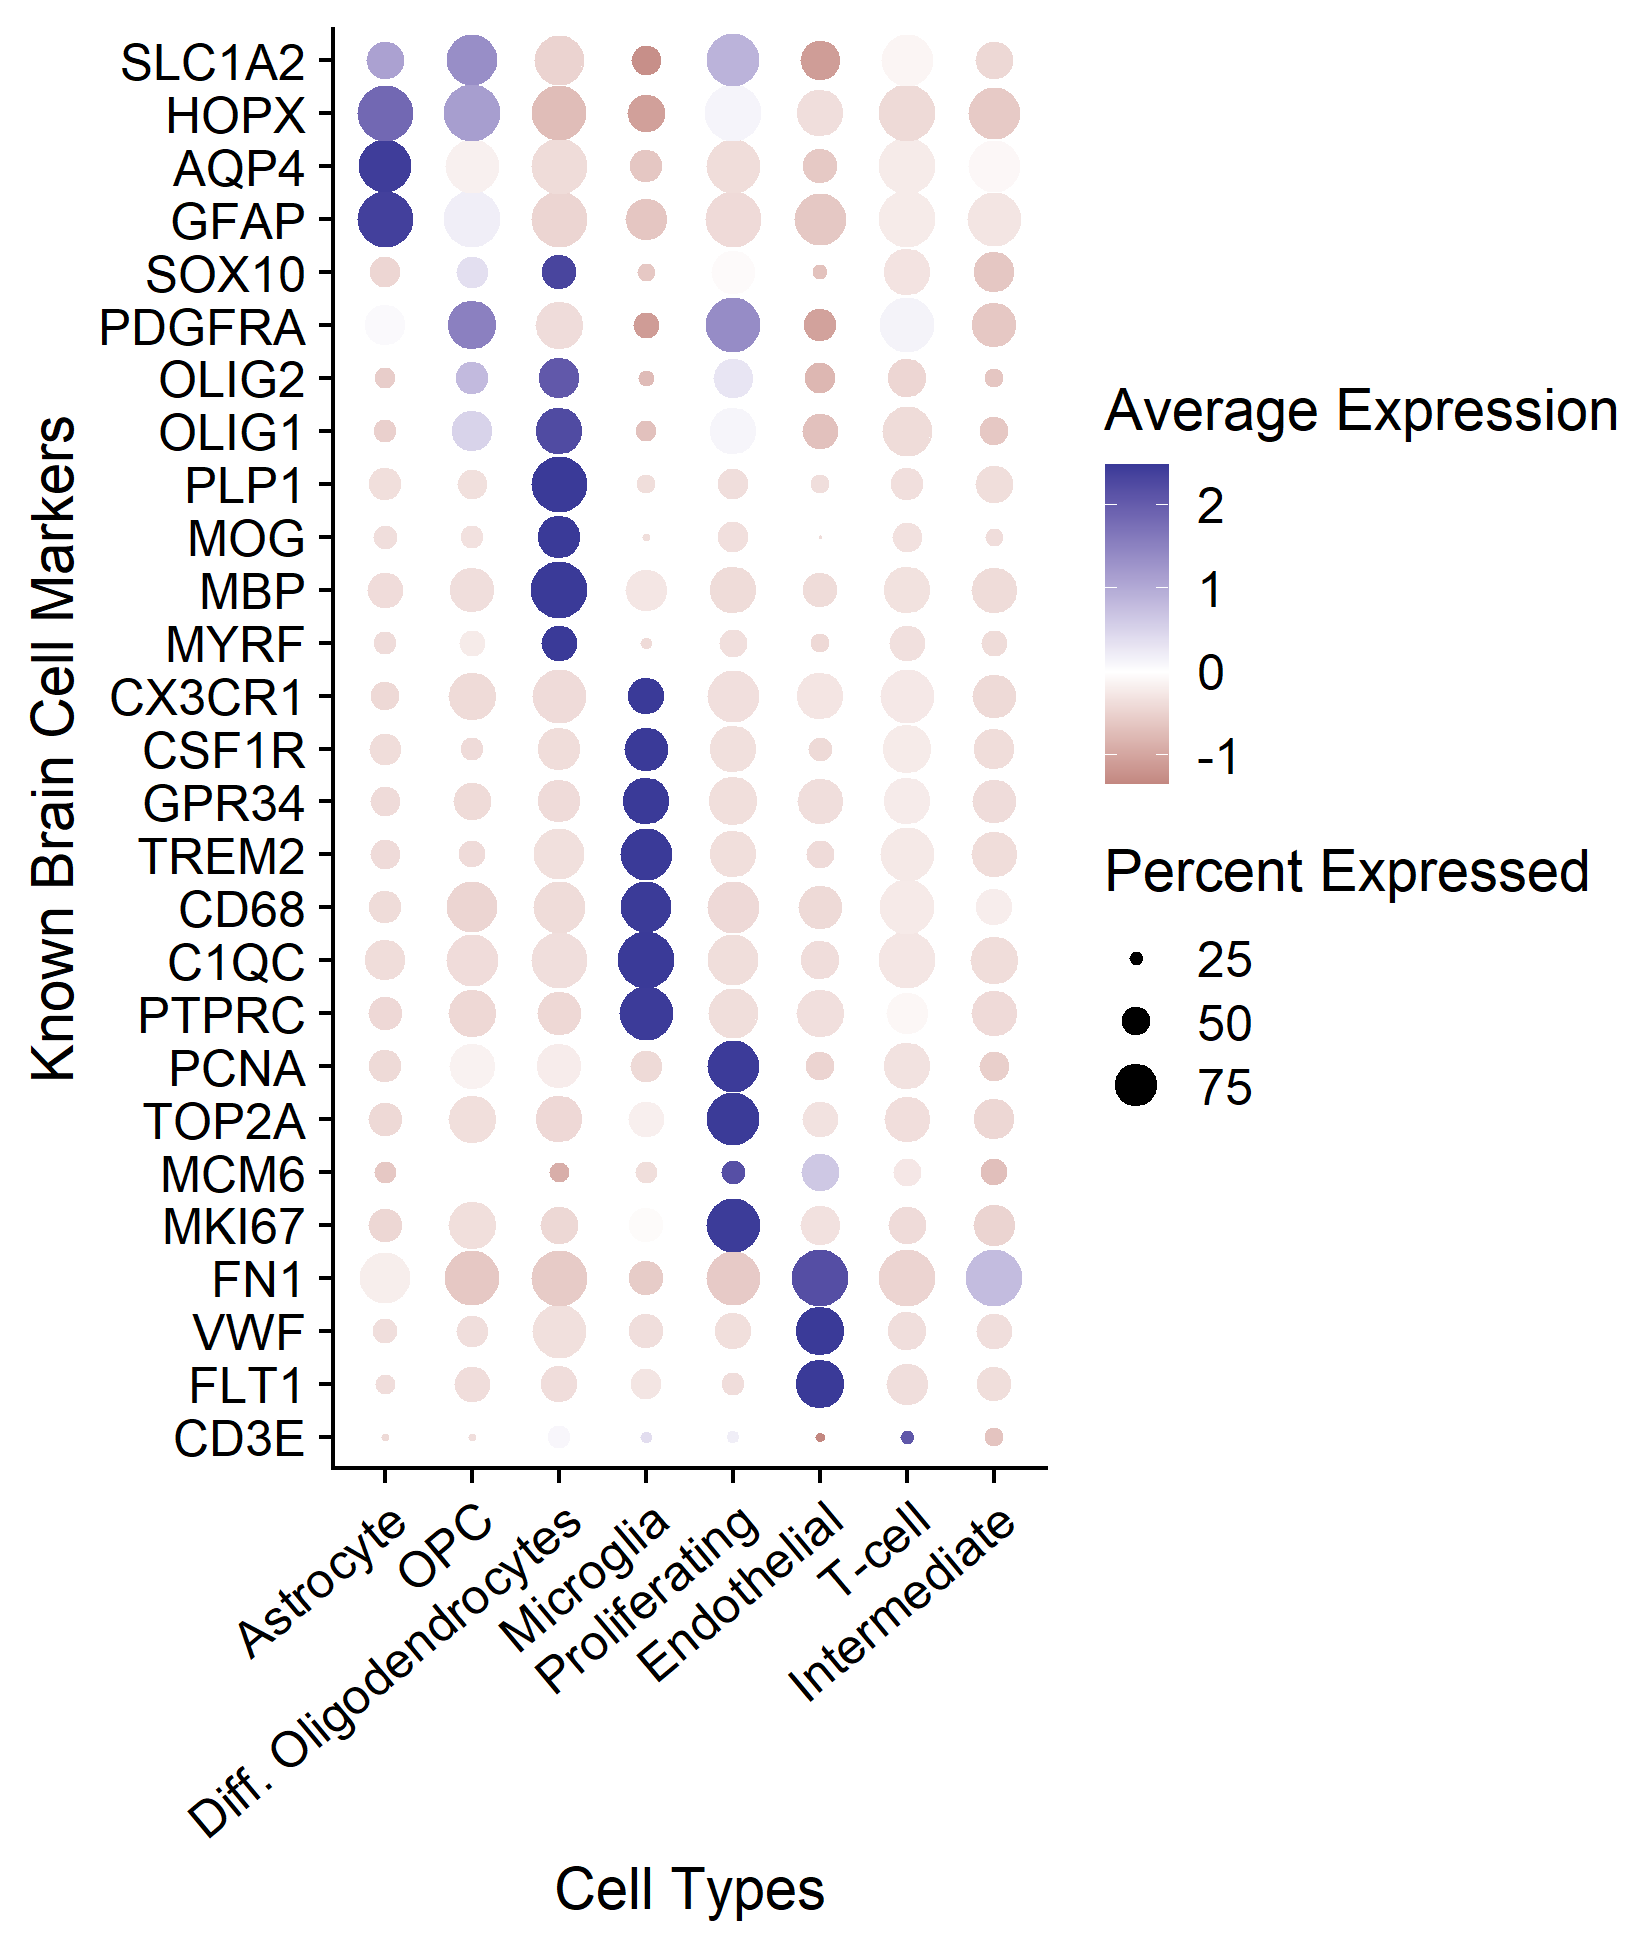 Known Brain Cell Markers
SLC1A2
HOPX
AQP4
GFAP
SOX10
PDGFRA
OLIG2
OLIG1
PLP1
MOG
MBP
MYRF
CX3CR1
CSF1R
GPR34
TREM2
CD68
C1QC
PTPRC
PCNA
TOP2A
MCM6
MKI67
FN1
VWF
FLT1
CD3E
Astrocyte
OPC
Diff. Oligodendrocytes
Microglia
Proliferating
Endothelial
T-cell
Intermediate
Cell Types
Average Expression
2
1
0
-1
Percent Expressed
25
50
75